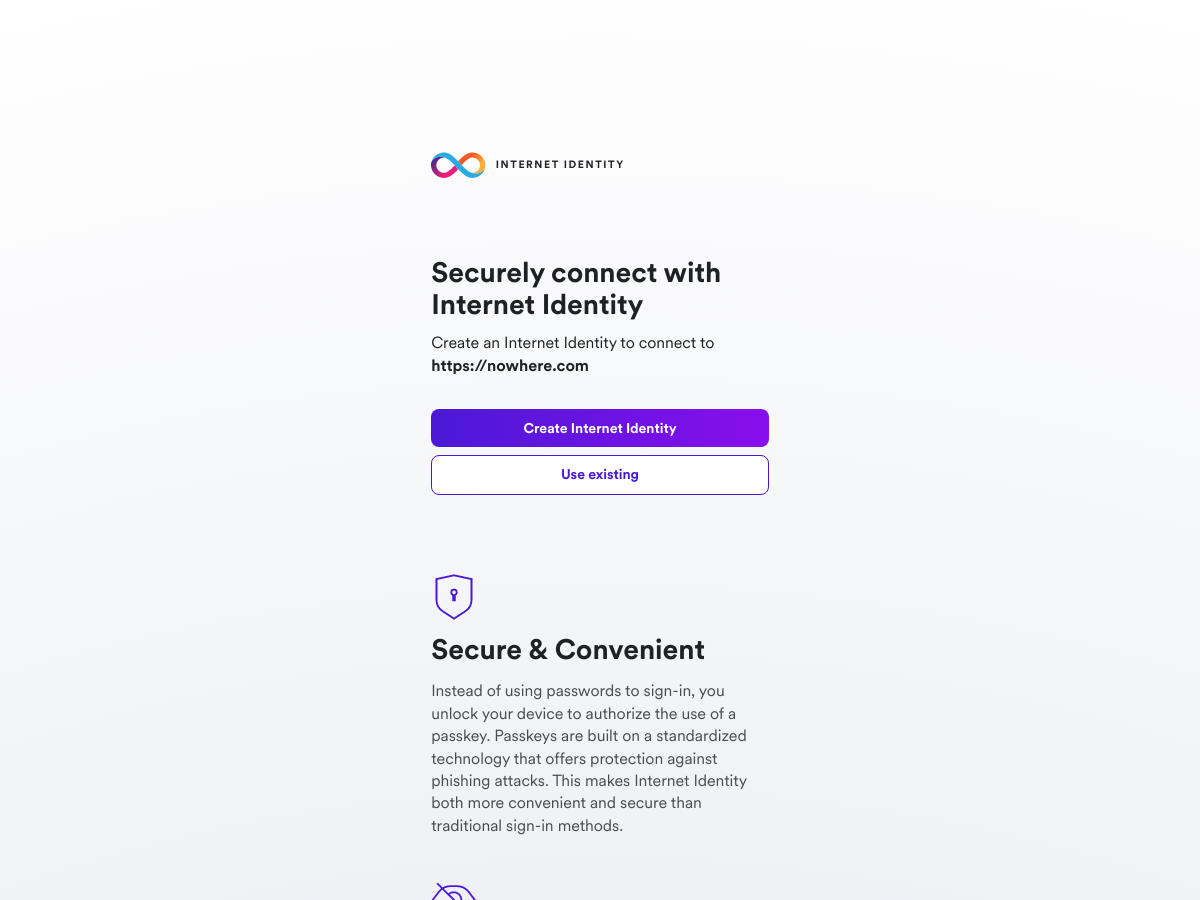 INTERNET IDENTITY
Securely connect with
Internet Identity
Create an Internet Identity to connect to
https://nowhere.com
Create Internet Identity
Use existing
Secure & Convenient
Instead of using passwords to sign-in, you
unlock your device to authorize the use of a
passkey. Passkeys are built on a standardized
technology that offers protection against
phishing attacks. This makes Internet Identity
both more convenient and secure than
traditional sign-in methods.